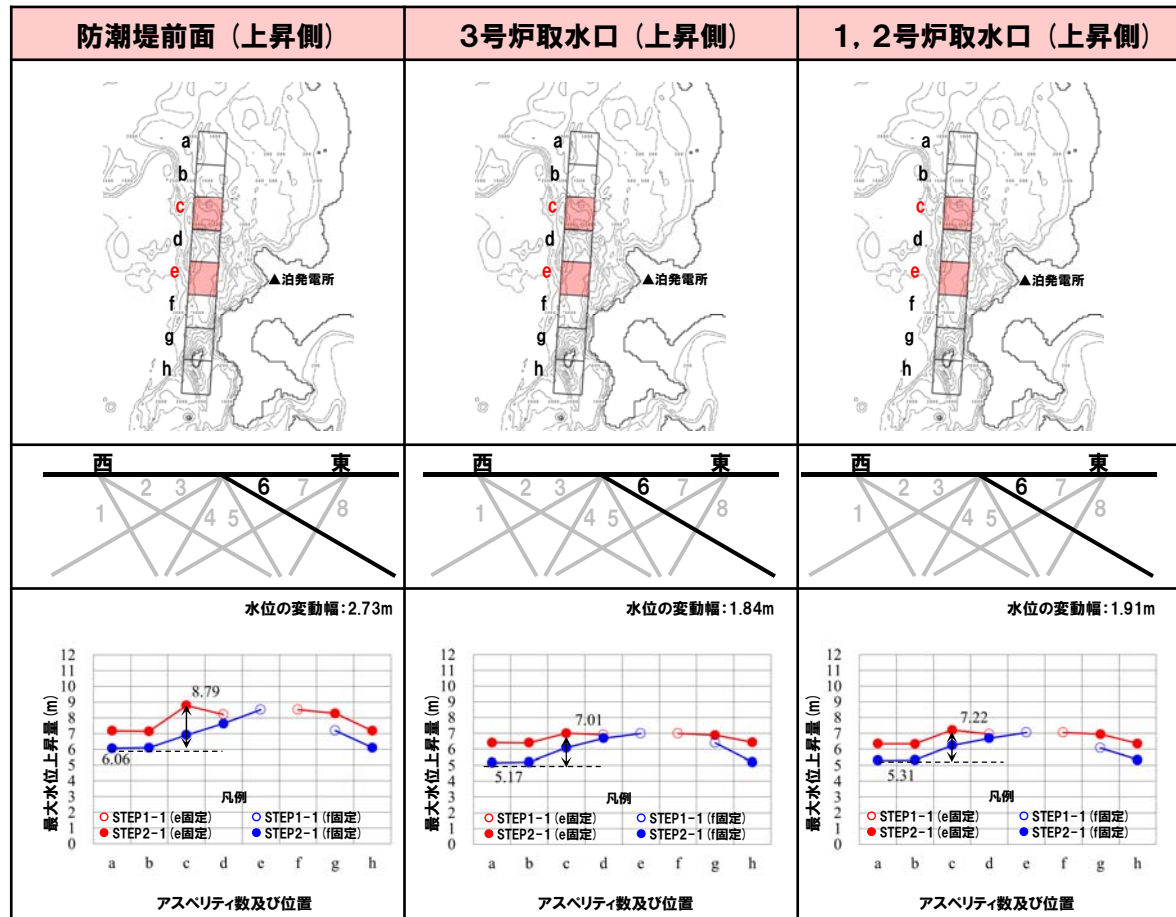 防潮堤前面（上昇側）
3号炉取水口（上昇側）
1，2号炉取水口（上昇側）
a
b
c
d
e
f
g
h
▲泊発電所
a
b
c
d
e
f
g
h
▲泊発電所
a
b
c
d
e
f
g
h
▲泊発電所
西 東
1 2 3 4 5 6 7 8
西 東
1 2 3 4 5 6 7 8
西 東
1 2 3 4 5 6 7 8
水位の変動幅：2.73m
最大水位上昇量（m）
12
11
10
9
8
7
6
5
4
3
2
1
0
8.79
6.06
凡例
STEP1-1（e固定） STEP1-1（f固定）
STEP2-1（e固定） STEP2-1（f固定）
a b c d e f g h
アスペリティ数及び位置
水位の変動幅：1.84m
最大水位上昇量（m）
12
11
10
9
8
7
6
5
4
3
2
1
0
7.01
5.17
凡例
STEP1-1（e固定） STEP1-1（f固定）
STEP2-1（e固定） STEP2-1（f固定）
a b c d e f g h
アスペリティ数及び位置
水位の変動幅：1.91m
最大水位上昇量（m）
12
11
10
9
8
7
6
5
4
3
2
1
0
7.22
5.31
凡例
STEP1-1（e固定） STEP1-1（f固定）
STEP2-1（e固定） STEP2-1（f固定）
a b c d e f g h
アスペリティ数及び位置